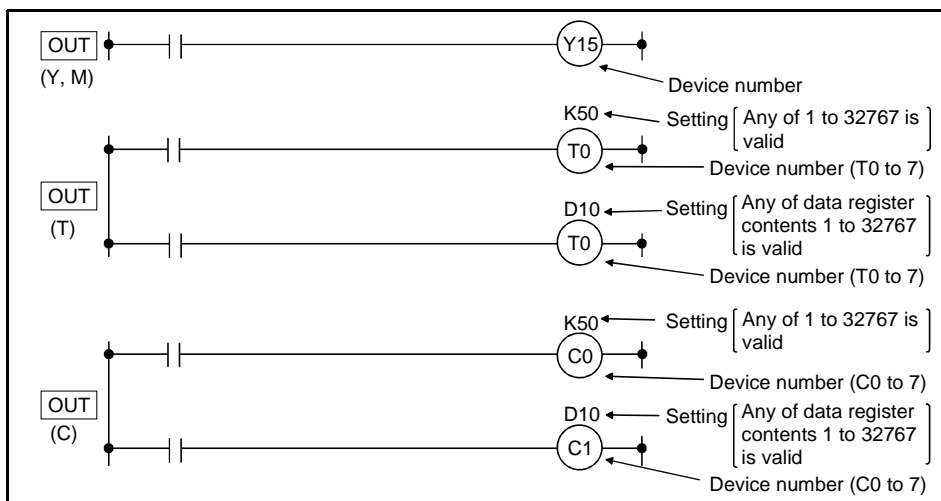 OUT
(Y, M)
Y15
Device number
K50
Setting
Any of 1 to 32767 is
valid
T0
Device number (T0 to 7)
OUT
(T)
D10
Setting
Any of data register
contents 1 to 32767
is valid
T0
Device number (T0 to 7)
K50
Setting
Any of 1 to 32767 is
valid
C0
Device number (C0 to 7)
OUT
(C)
D10
Setting
Any of data register
contents 1 to 32767
is valid
C1
Device number (C0 to 7)